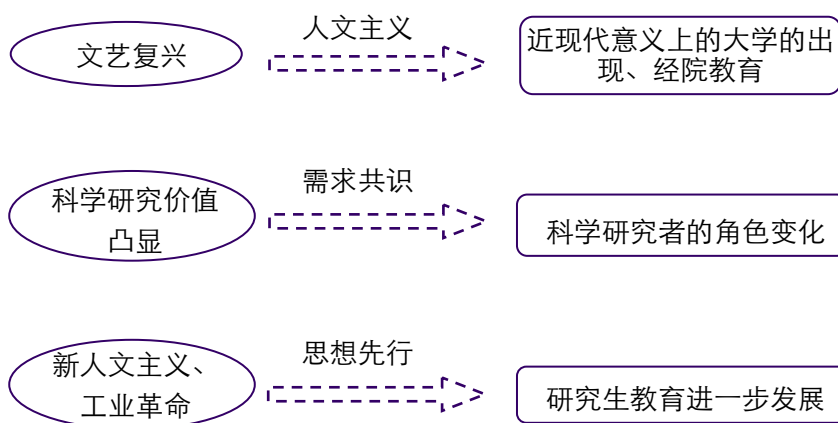 文艺复兴
人文主义
近现代意义上的大学的出
现、经院教育
科学研究价值
凸显
需求共识
科学研究者的角色变化
新人文主义、
工业革命
思想先行
研究生教育进一步发展